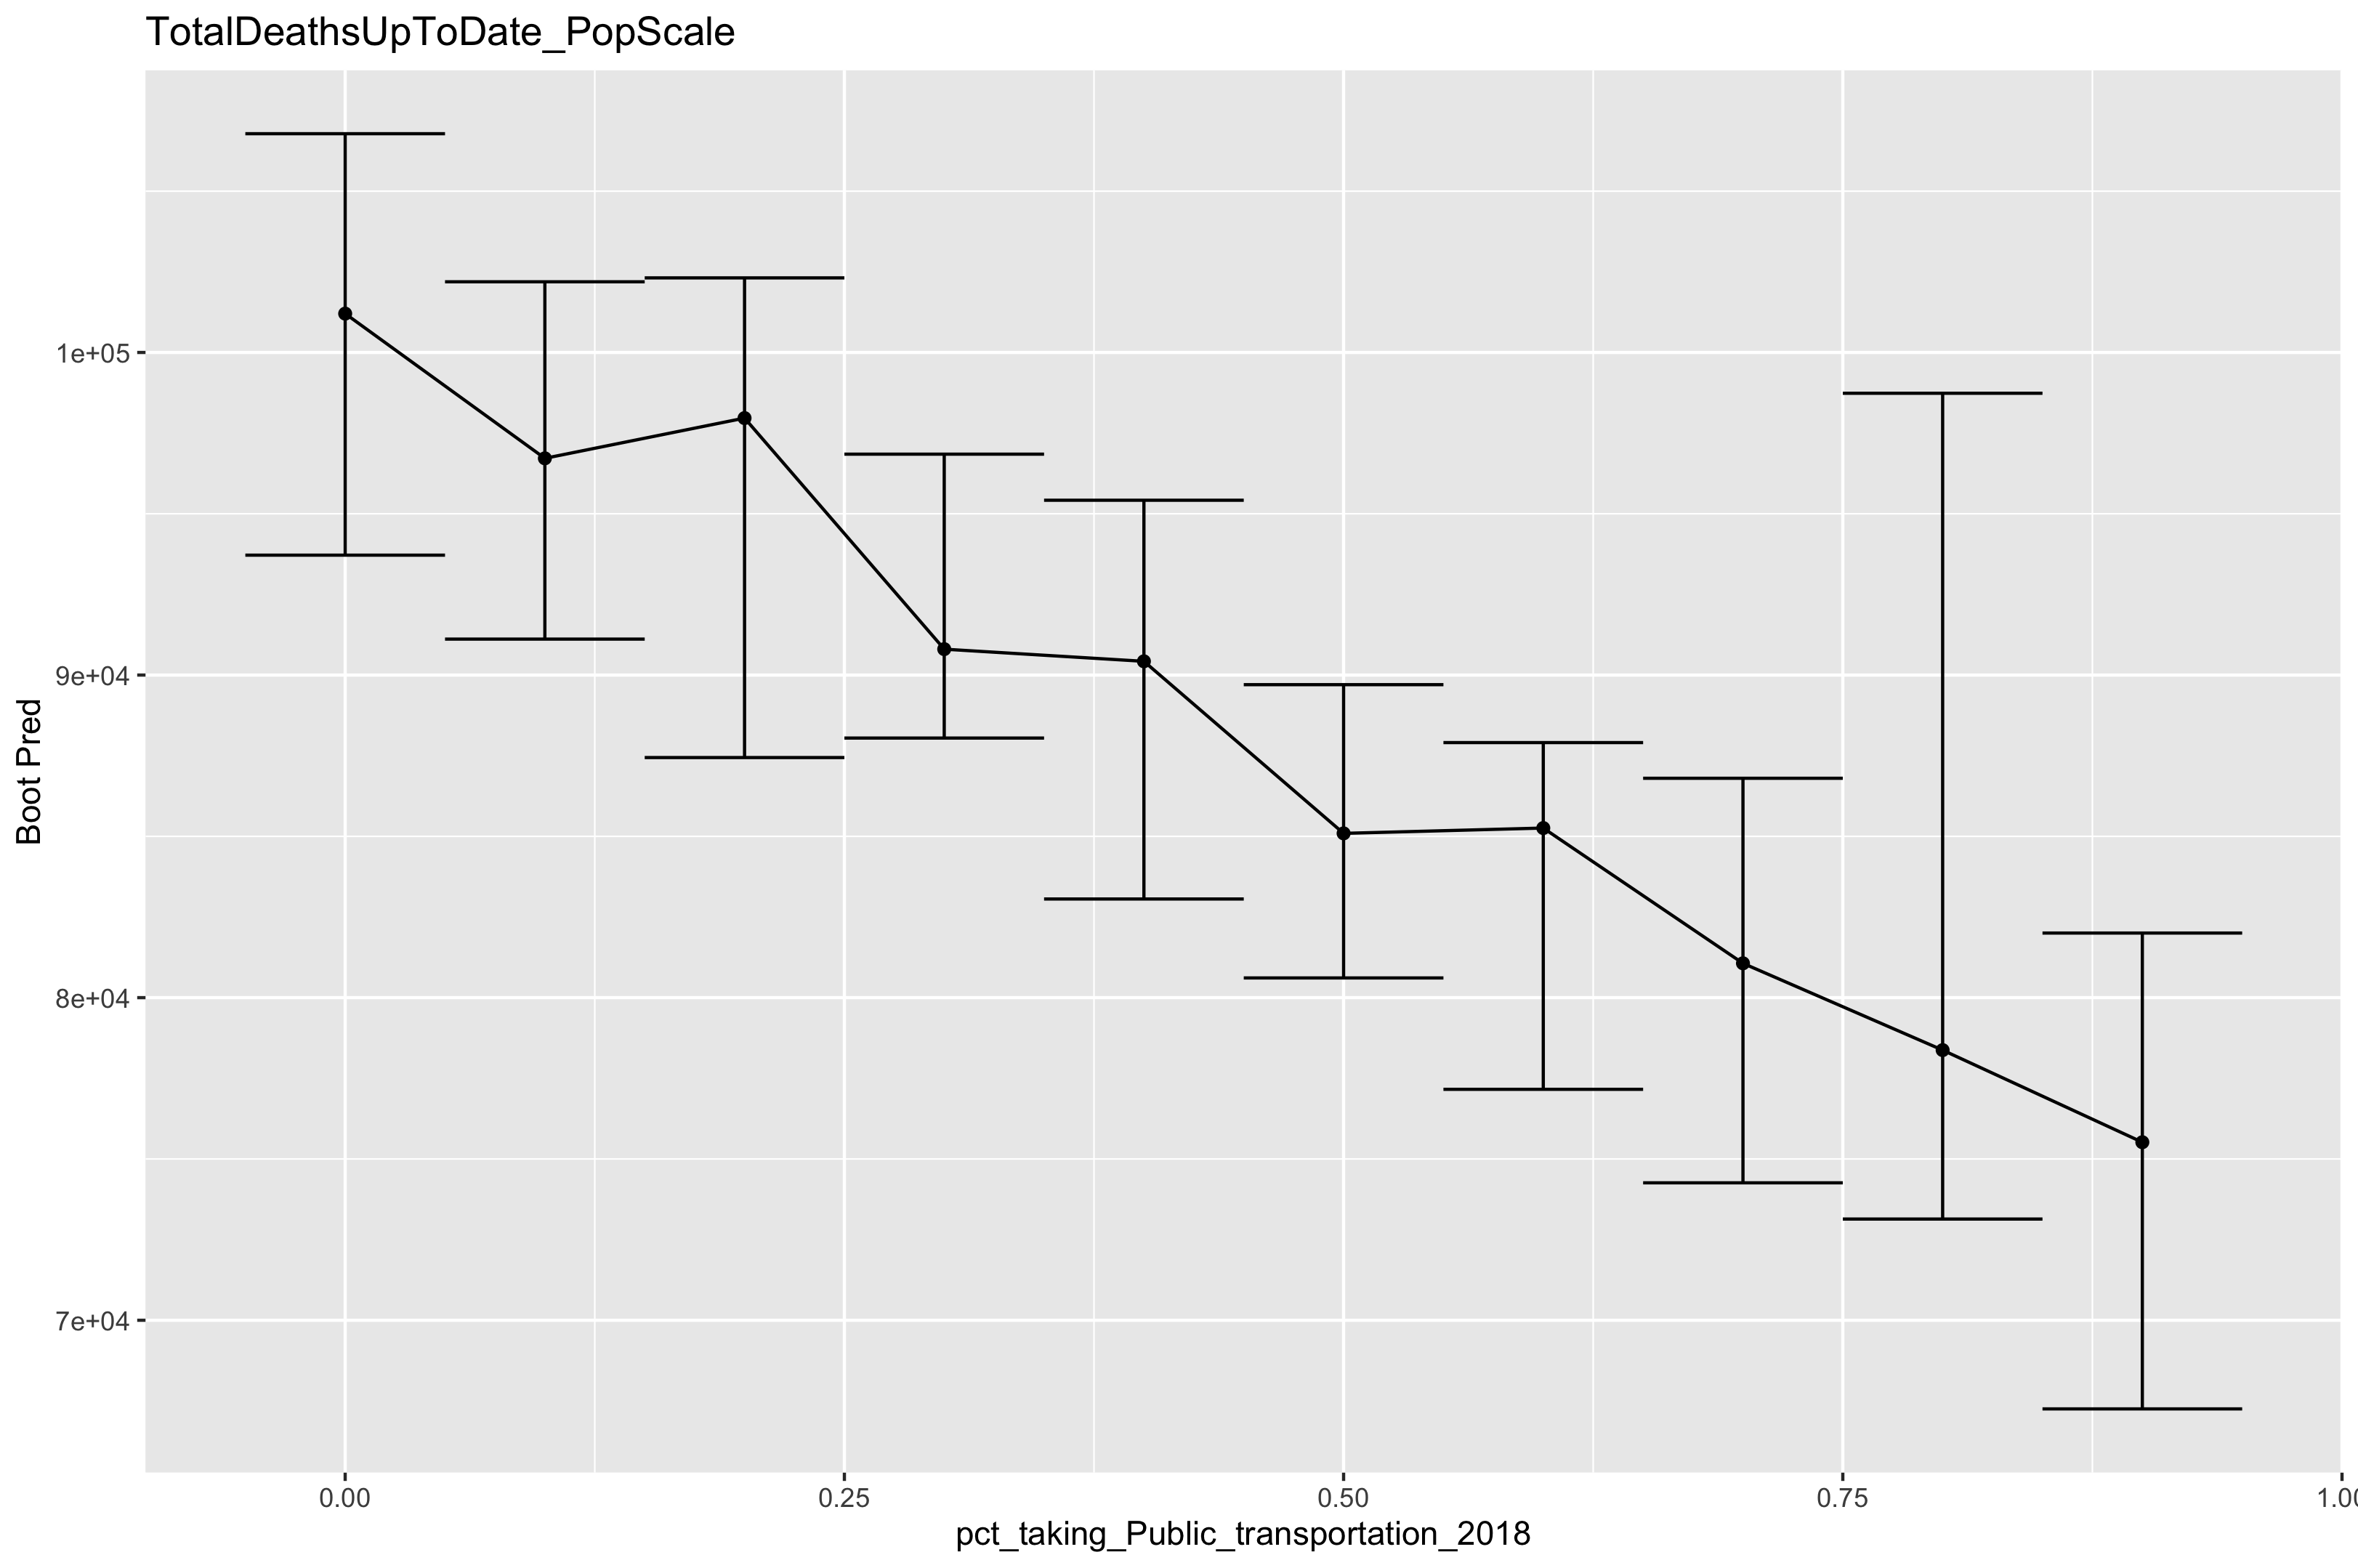 TotalDeathsUpToDate_PopScale
Boot Pred
1e+05
9e+04
8e+04
7e+04
0.00
0.25
0.50
0.75
1.0
pct_taking_Public_transportation_2018